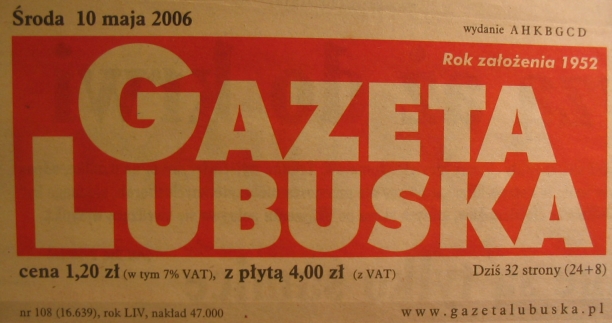 Środa 10 maja 2006
wydanie AHKBGCD
Rok założenia 1952
GAZETA
LUBUSKA
cena 1,20 zł (w tym 7% VAT), z płytą 4,00 zł (z VAT)
Dziś 32 strony (24+8)
nr 108 (16.639), rok LIV, nakład 47.000
www.gazetalubuska.pl